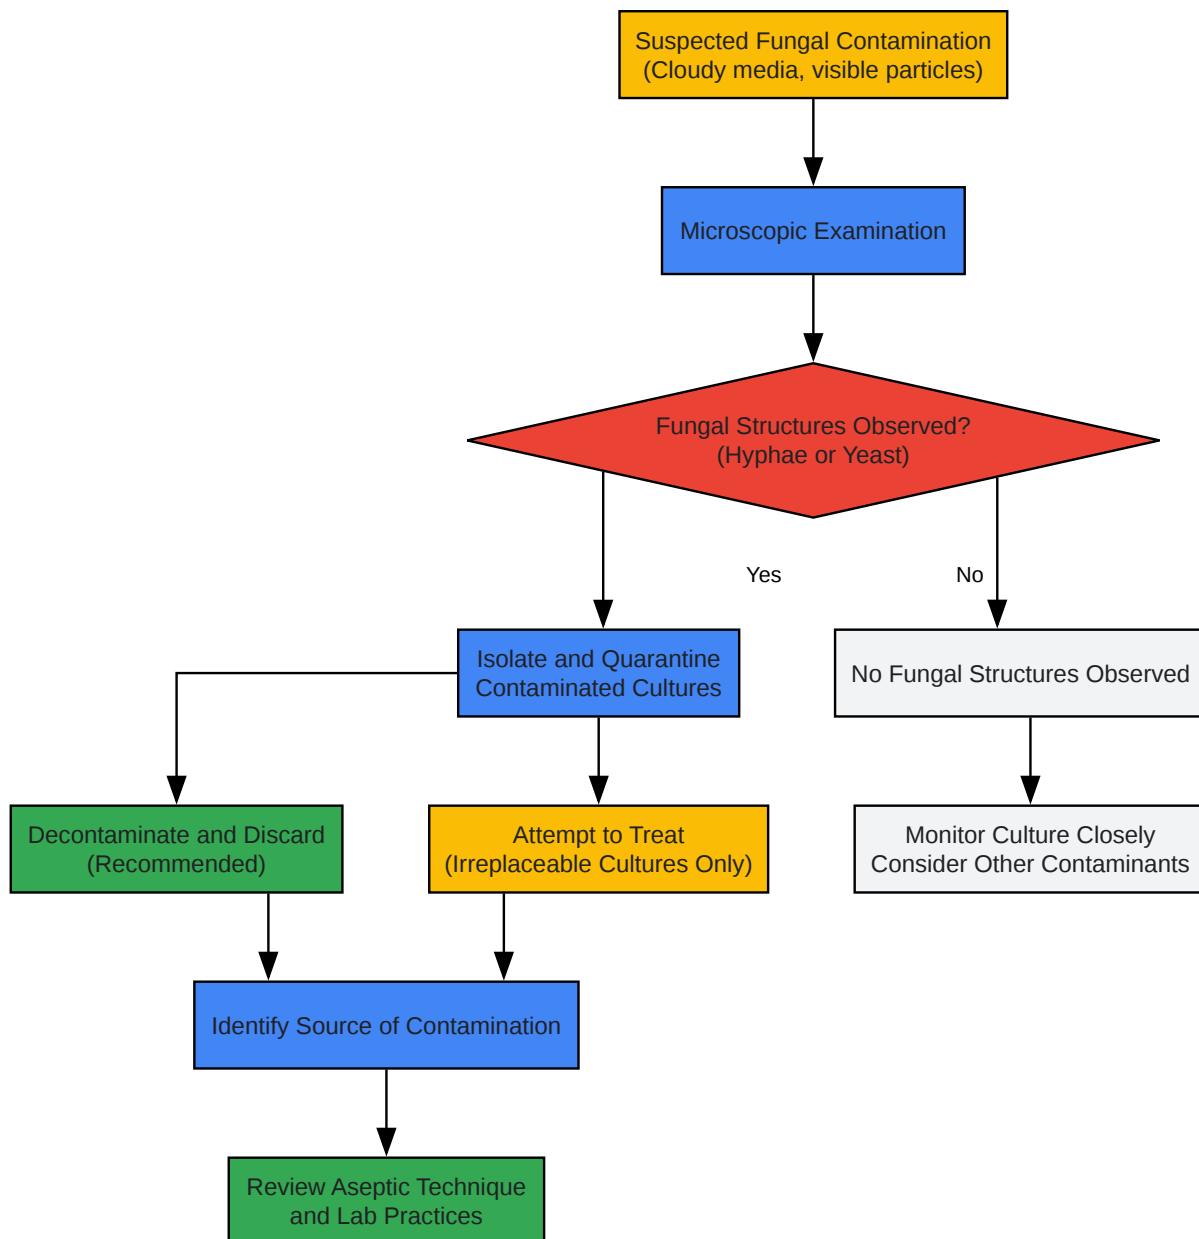 Suspected Fungal Contamination
(Cloudy media, visible particles)
Microscopic Examination
Fungal Structures Observed?
(Hyphae or Yeast)
Yes
No
Isolate and Quarantine
Contaminated Cultures
No Fungal Structures Observed
Decontaminate and Discard
(Recommended)
Attempt to Treat
(Irreplaceable Cultures Only)
Monitor Culture Closely
Consider Other Contaminants
Identify Source of Contamination
Review Aseptic Technique
and Lab Practices